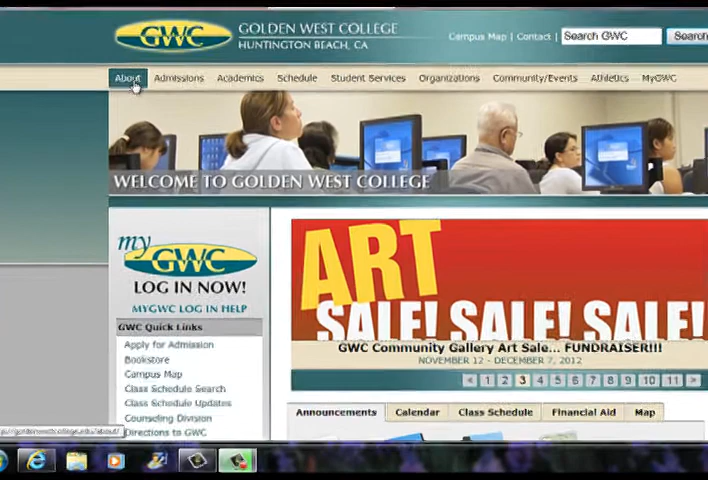 GWC
GOLDEN WEST COLLEGE
HUNTINGTON BEACH, CA
Campus Map | Contact
Search GWC
Search
About Admissions Academics Schedule Student Services Organizations Community/Events Athletics MyGWC
WELCOME TO GOLDEN WEST COLLEGE
my
GWC
LOG IN NOW!
MYGWC LOG IN HELP
GWC Quick Links
Apply for Admission
Bookstore
Campus Map
Class Schedule Search
Class Schedule Updates
Counseling Division
Directions to GWC
ART
SALE! SALE! SALE!
GWC Community Gallery Art Sale... FUNDRAISER!!!
NOVEMBER 12 - DECEMBER 7, 2012
« 1 2 3 4 5 6 7 8 9 10 11 »
Announcements Calendar Class Schedule Financial Aid Map
p://goldenwestcollege.edu/about/